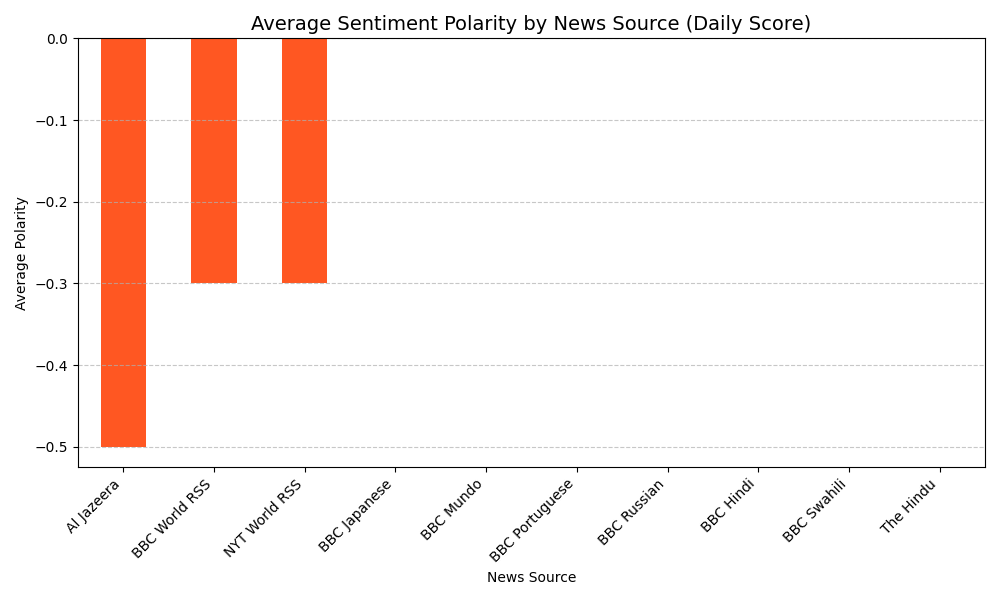 Average Sentiment Polarity by News Source (Daily Score)
0.0
−0.1
−0.2
−0.3
−0.4
−0.5
Average Polarity
Al Jazeera
BBC World RSS
NYT World RSS
BBC Japanese
BBC Mundo
BBC Portuguese
BBC Russian
BBC Hindi
BBC Swahili
The Hindu
News Source